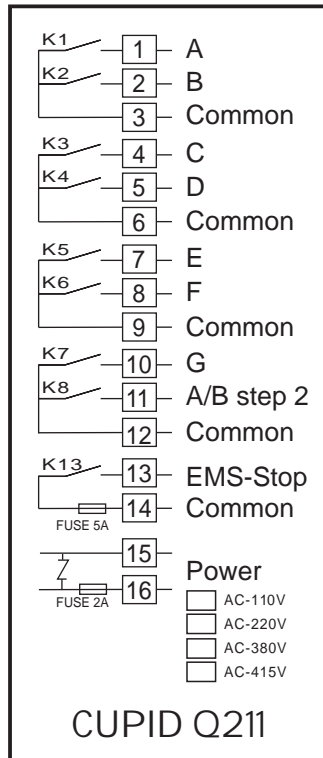 K1 1 A
K2 2 B
3 Common
K3 4 C
K4 5 D
6 Common
K5 7 E
K6 8 F
9 Common
K7 10 G
K8 11 A/B step 2
12 Common
K13 13 EMS-Stop
14 Common
FUSE 5A
15
Power
16
FUSE 2A
AC-110V
AC-220V
AC-380V
AC-415V
CUPID Q211